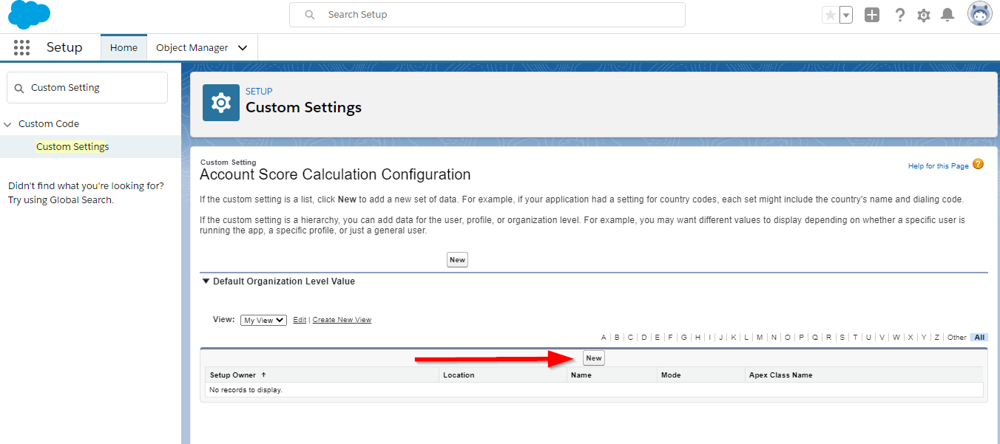 Search Setup
Setup
Home
Object Manager
Custom Setting
Custom Code
Custom Settings
Didn't find what you're looking for?
Try using Global Search.
SETUP
Custom Settings
Custom Setting
Account Score Calculation Configuration
Help for this Page ?
If the custom setting is a list, click New to add a new set of data. For example, if your application had a setting for country codes, each set might include the country's name and dialing code.
If the custom setting is a hierarchy, you can add data for the user, profile, or organization level. For example, you may want different values to display depending on whether a specific user is
running the app, a specific profile, or just a general user.
New
Default Organization Level Value
View: My View Edit | Create New View
A | B | C | D | E | F | G | H | I | J | K | L | M | N | O | P | Q | R | S | T | U | V | W | X | Y | Z | Other | All
New
Setup Owner ↑ Location Name Mode Apex Class Name
No records to display.